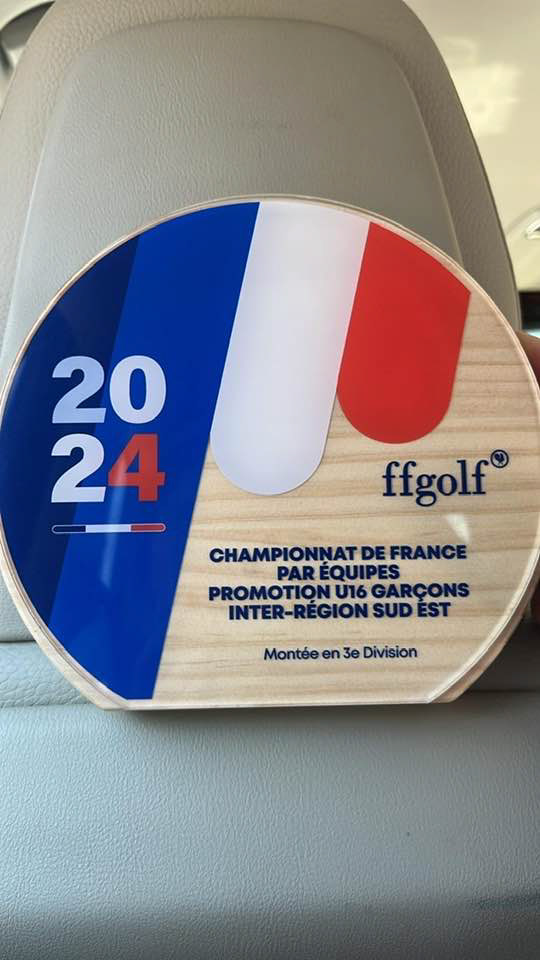 20
24
ffgolf
CHAMPIONNAT DE FRANCE
PAR ÉQUIPES
PROMOTION U16 GARÇONS
INTER-RÉGION SUD EST
Montée en 3e Division